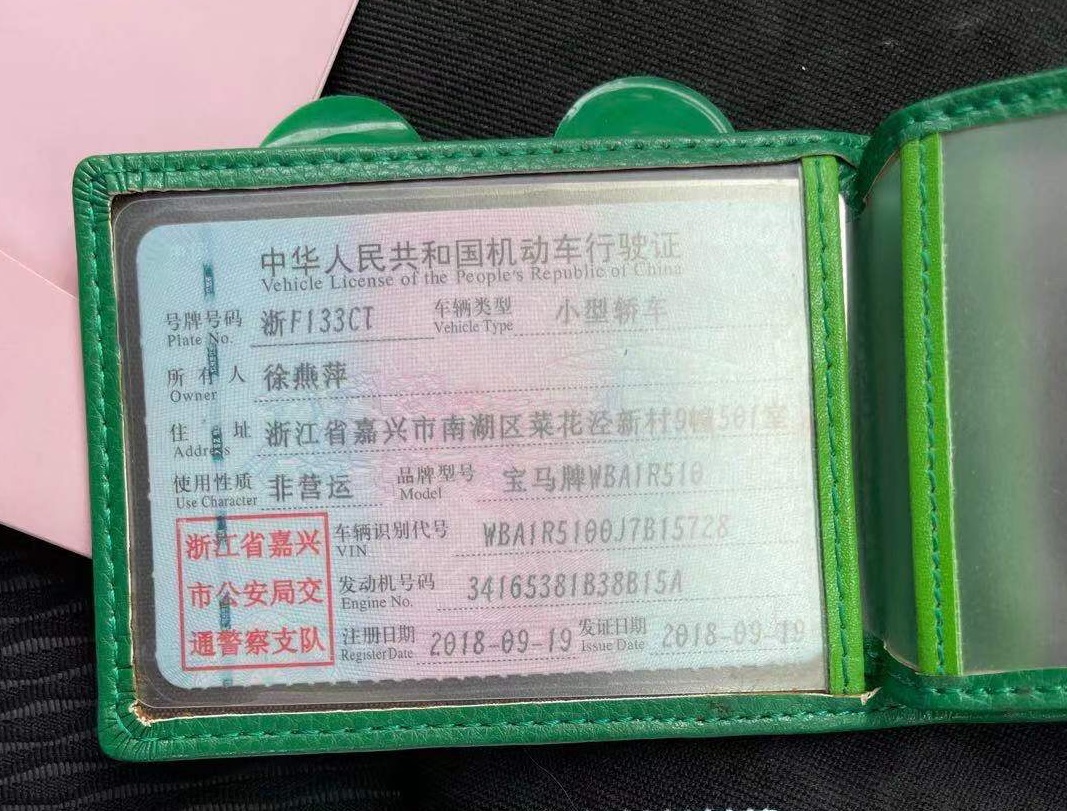 中华人民共和国机动车行驶证
Vehicle License of the People's Republic of China
号牌号码 浙F133CT 车辆类型 小型轿车
Plate No. Vehicle Type
所有人 徐燕萍
Owner
住址 浙江省嘉兴市南湖区菜花泾新村9幢501室
Address
使用性质 非营运 品牌型号 宝马牌WBA1R510
Use Character Model
浙江省嘉兴 车辆识别代号 WBA1R5100J7B15728
VIN
市公安局交 发动机号码 34165381B38B15A
Engine No.
通警察支队 注册日期 2018-09-19 发证日期 2018-09-19
Register Date Issue Date